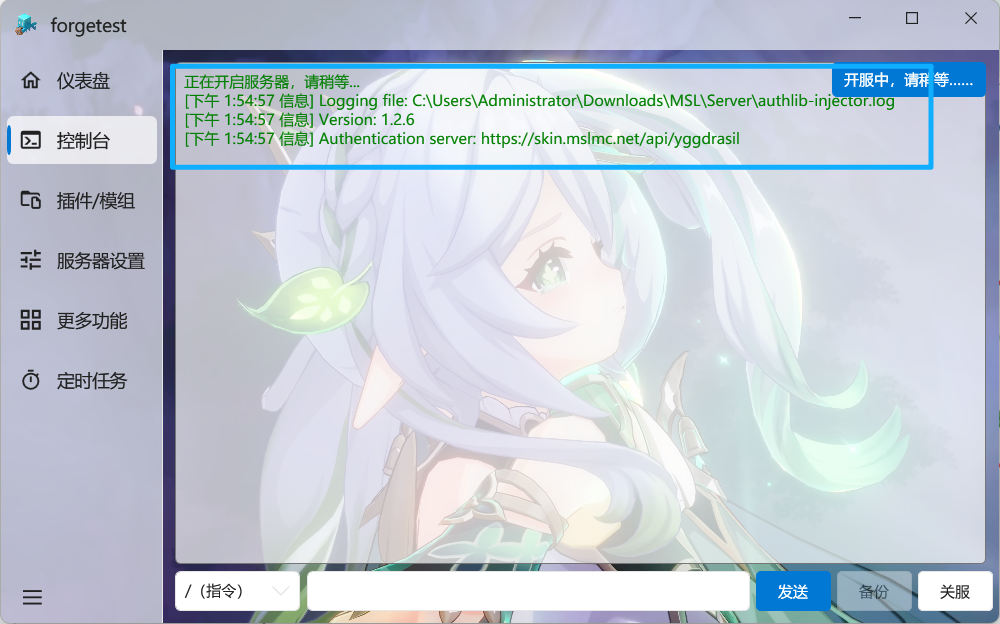 forgetest
仪表盘
控制台
插件/模组
服务器设置
更多功能
定时任务
开服中，请稍等......
正在开启服务器，请稍等...
[下午 1:54:57 信息] Logging file: C:\Users\Administrator\Downloads\MSL\Server\authlib-injector.log
[下午 1:54:57 信息] Version: 1.2.6
[下午 1:54:57 信息] Authentication server: https://skin.mslmc.net/api/yggdrasil
/（指令）
发送
备份
关服